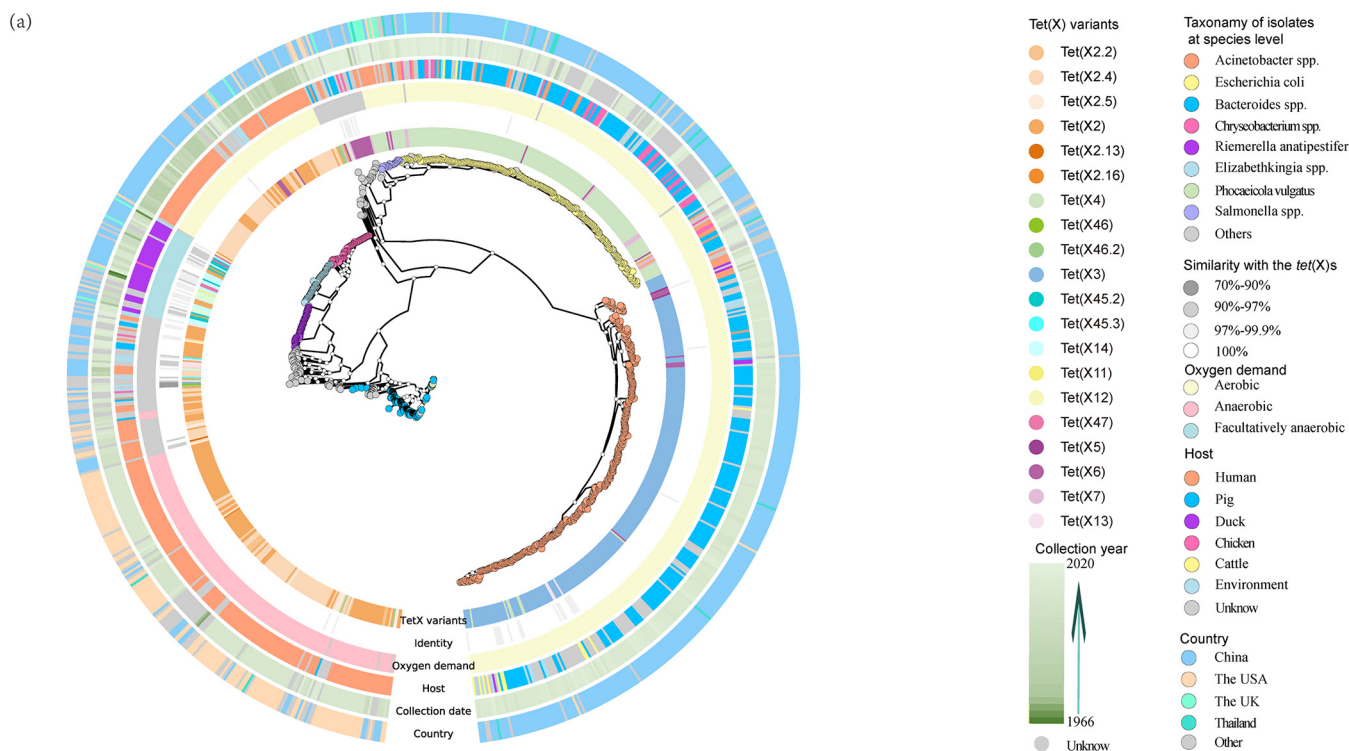 (a)
TetX variants
Identity
Oxygen demand
Host
Collection date
Country
Tet(X) variants
Tet(X2.2)
Tet(X2.4)
Tet(X2.5)
Tet(X2)
Tet(X2.13)
Tet(X2.16)
Tet(X4)
Tet(X46)
Tet(X46.2)
Tet(X3)
Tet(X45.2)
Tet(X45.3)
Tet(X14)
Tet(X11)
Tet(X12)
Tet(X47)
Tet(X5)
Tet(X6)
Tet(X7)
Tet(X13)
Collection year
2020
1966
Unknow
Taxonamy of isolates
at species level
Acinetobacter spp.
Escherichia coli
Bacteroides spp.
Chryseobacterium spp.
Riemerella anatipestifer
Elizabethkingia spp.
Phocaeicola vulgatus
Salmonella spp.
Others
Similarity with the tet(X)s
70%-90%
90%-97%
97%-99.9%
100%
Oxygen demand
Aerobic
Anaerobic
Facultatively anaerobic
Host
Human
Pig
Duck
Chicken
Cattle
Environment
Unknow
Country
China
The USA
The UK
Thailand
Other